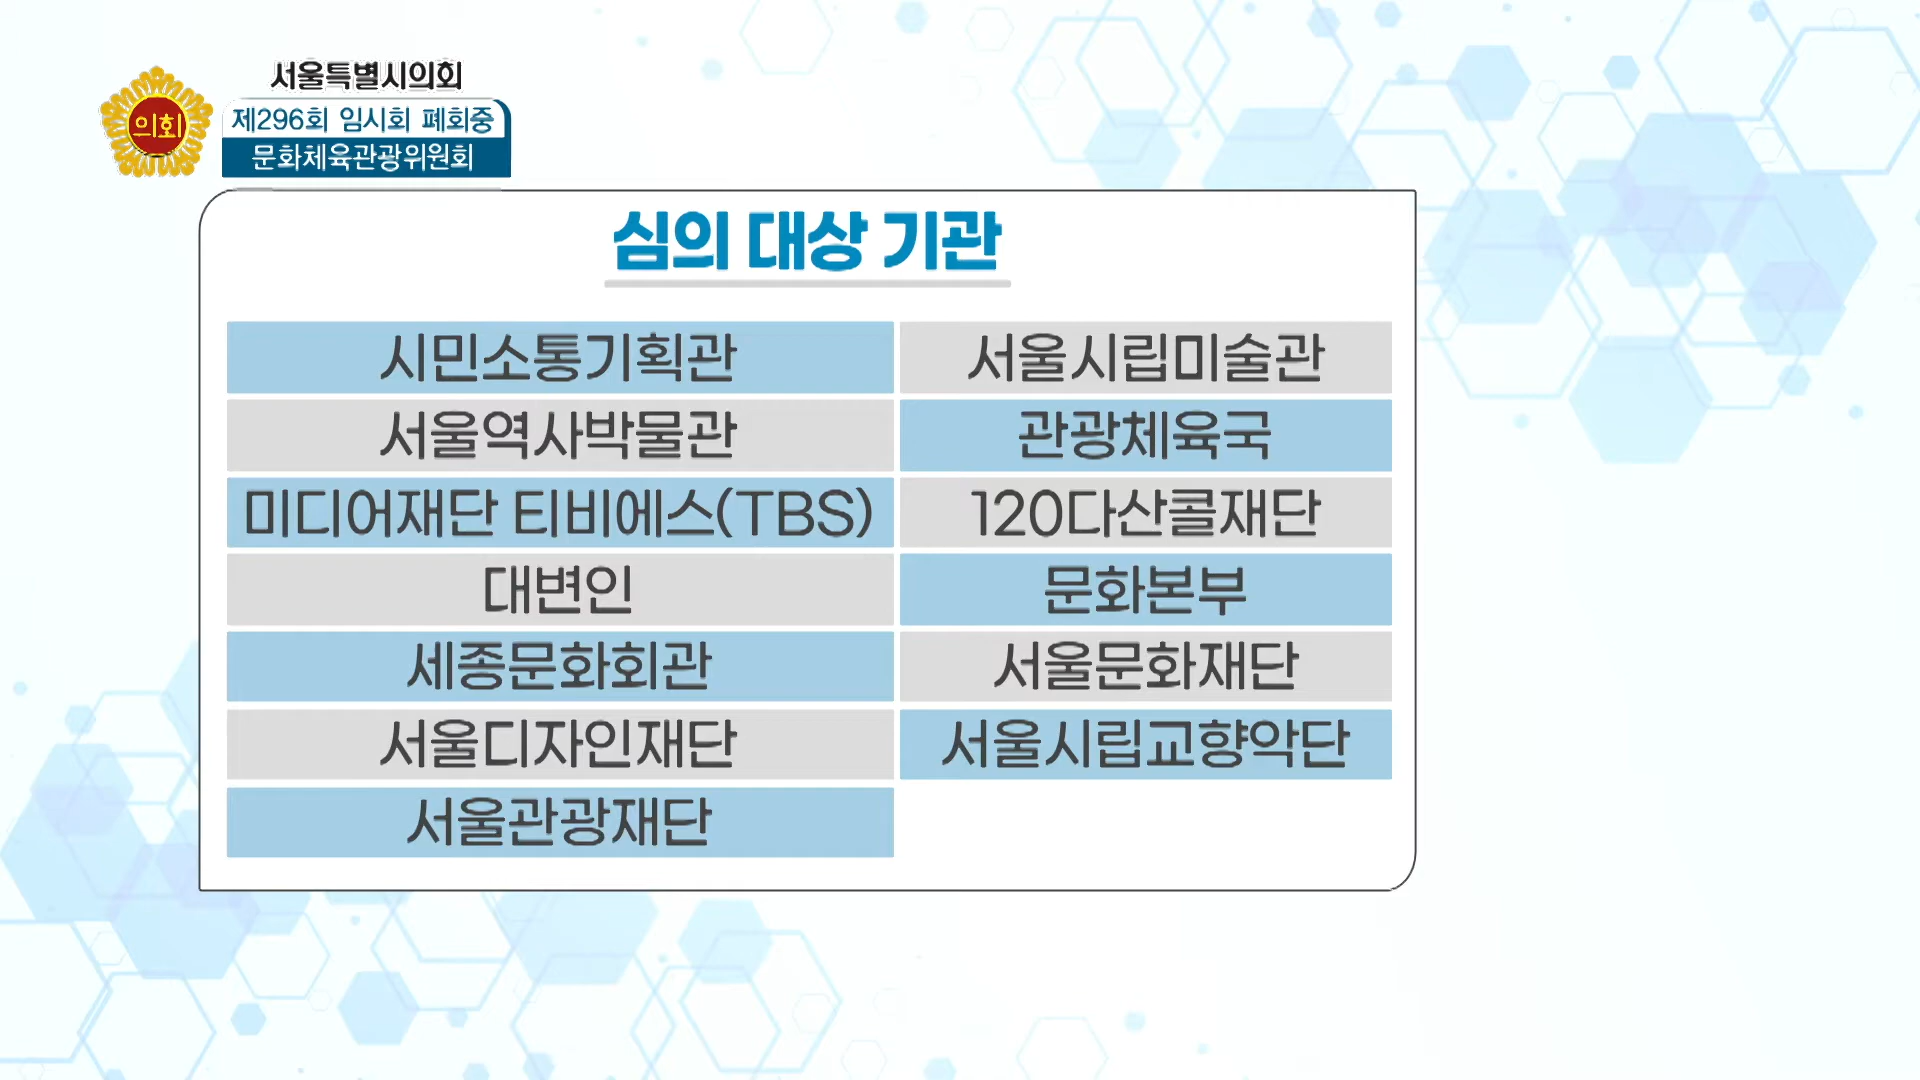 서울특별시의회
의회
제296회 임시회 폐회중
문화체육관광위원회
심의 대상 기관
시민소통기획관 서울시립미술관
서울역사박물관 관광체육국
미디어재단 티비에스(TBS) 120다산콜재단
대변인 문화본부
세종문화회관 서울문화재단
서울디자인재단 서울시립교향악단
서울관광재단